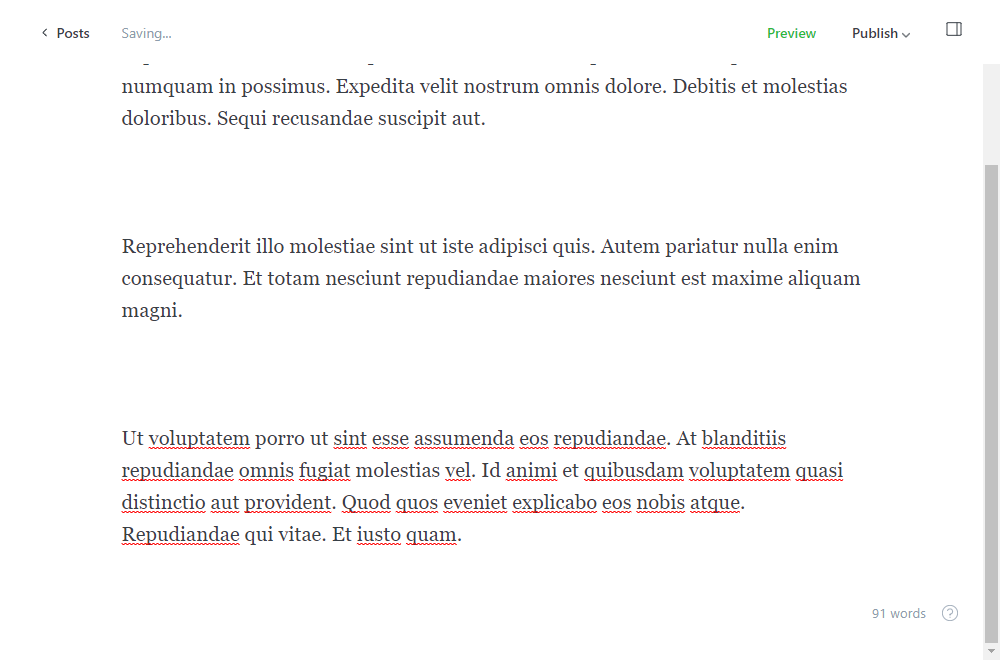 Posts
Saving...
Preview
Publish
numquam in possimus. Expedita velit nostrum omnis dolore. Debitis et molestias
doloribus. Sequi recusandae suscipit aut.
Reprehenderit illo molestiae sint ut iste adipisci quis. Autem pariatur nulla enim
consequatur. Et totam nesciunt repudiandae maiores nesciunt est maxime aliquam
magni.
Ut voluptatem porro ut sint esse assumenda eos repudiandae. At blanditiis
repudiandae omnis fugiat molestias vel. Id animi et quibusdam voluptatem quasi
distinctio aut provident. Quod quos eveniet explicabo eos nobis atque.
Repudiandae qui vitae. Et iusto quam.
91 words
?